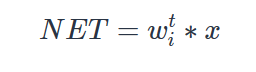 NET = w_i^t * x